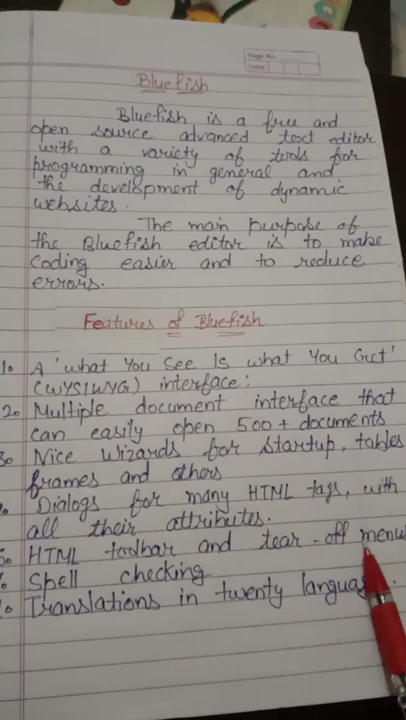 Page No.
Date
Bluefish
Bluefish is a free and
open source advanced text editor
with a variety of tools for
programming in general and
the development of dynamic
websites.
The main purpose of
the Bluefish editor is to make
Coding easier and to reduce
errors.
Features of Bluefish
1. A 'What You See Is What You Get'
(WYSIWYG) interface:
2. Multiple document interface that
can easily open 500+ documents
3. Nice Wizards for startup, tables
frames and others
Dialogs for many HTML tags, with
all their attributes.
HTML toolbar and tear-off menu
Spell checking
Translations in twenty languag